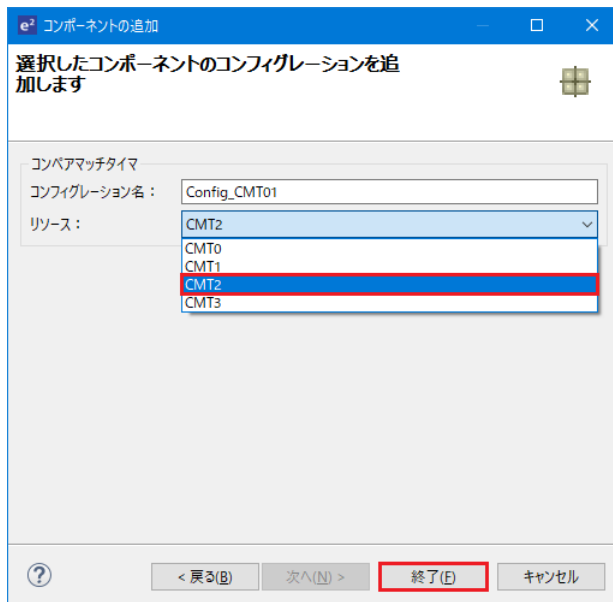 e² コンポーネントの追加
選択したコンポーネントのコンフィグレーションを追
加します
コンペアマッチタイマ
コンフィグレーション名：
Config_CMT01
リソース：
CMT2
CMT0
CMT1
CMT2
CMT3
?
< 戻る(B)
次へ(N) >
終了(F)
キャンセル